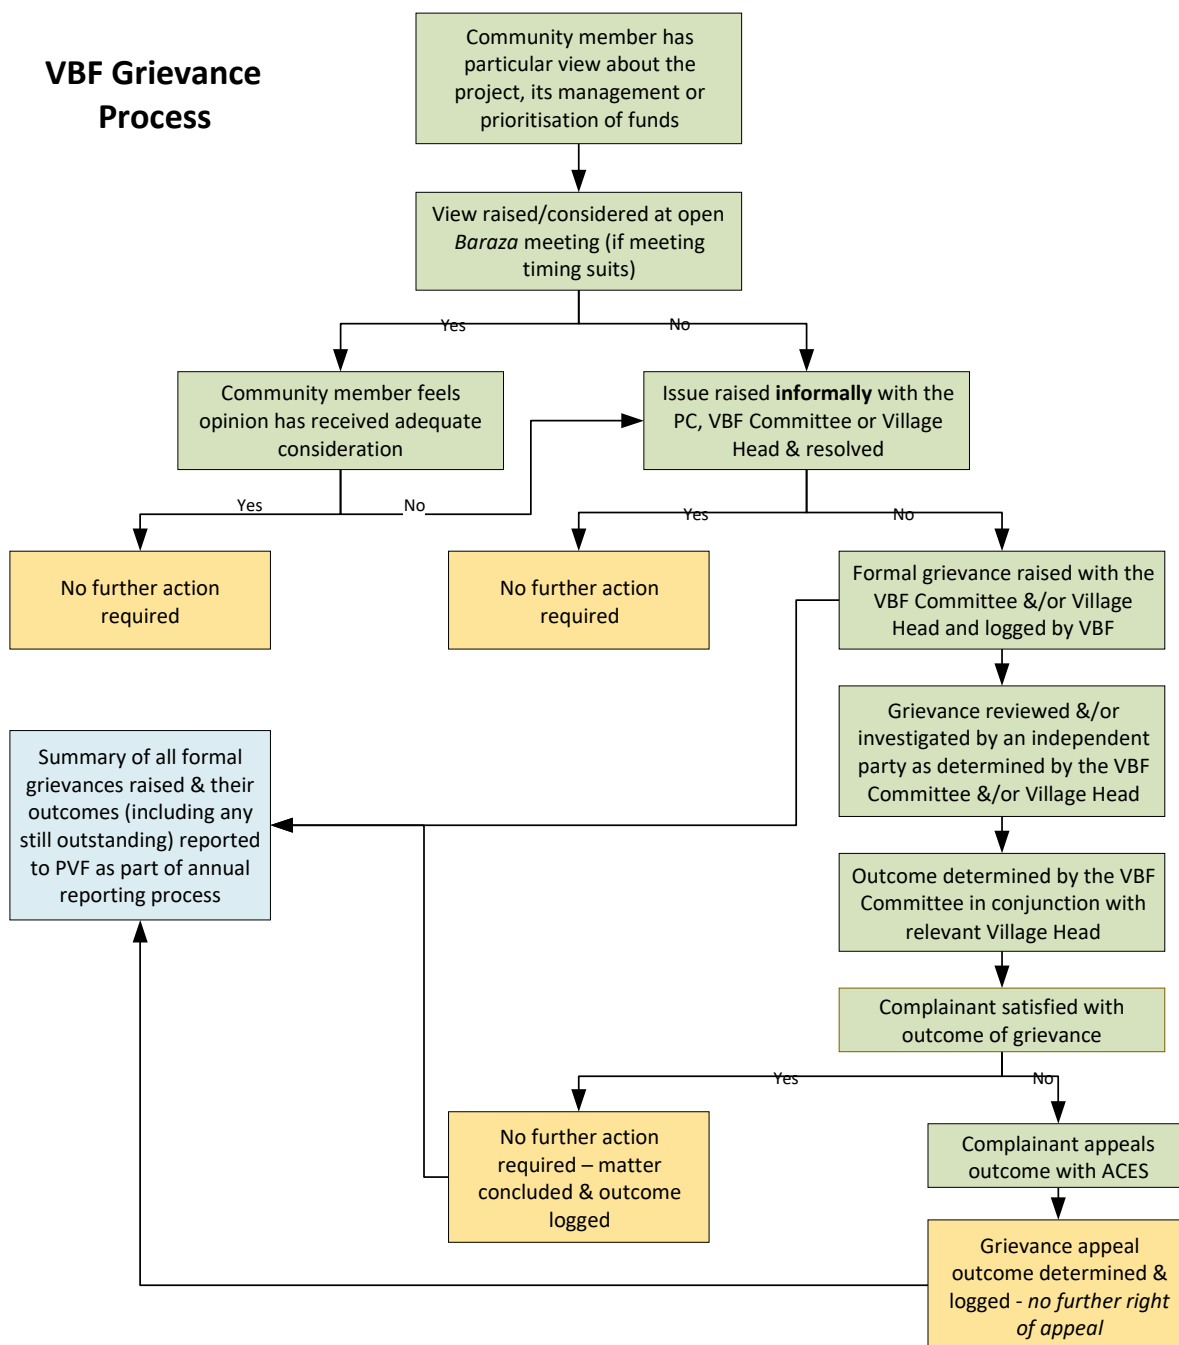 VBF Grievance
Process
Community member has
particular view about the
project, its management or
prioritisation of funds
View raised/considered at open
Baraza meeting (if meeting
timing suits)
Yes
No
Community member feels
opinion has received adequate
consideration
Issue raised informally with the
PC, VBF Committee or Village
Head & resolved
Yes
No
Yes
No
No further action
required
No further action
required
Formal grievance raised with the
VBF Committee &/or Village
Head and logged by VBF
Grievance reviewed &/or
investigated by an independent
party as determined by the VBF
Committee &/or Village Head
Summary of all formal
grievances raised & their
outcomes (including any
still outstanding) reported
to PVF as part of annual
reporting process
Outcome determined by the VBF
Committee in conjunction with
relevant Village Head
Complainant satisfied with
outcome of grievance
Yes
No
No further action
required – matter
concluded & outcome
logged
Complainant appeals
outcome with ACES
Grievance appeal
outcome determined &
logged - no further right
of appeal